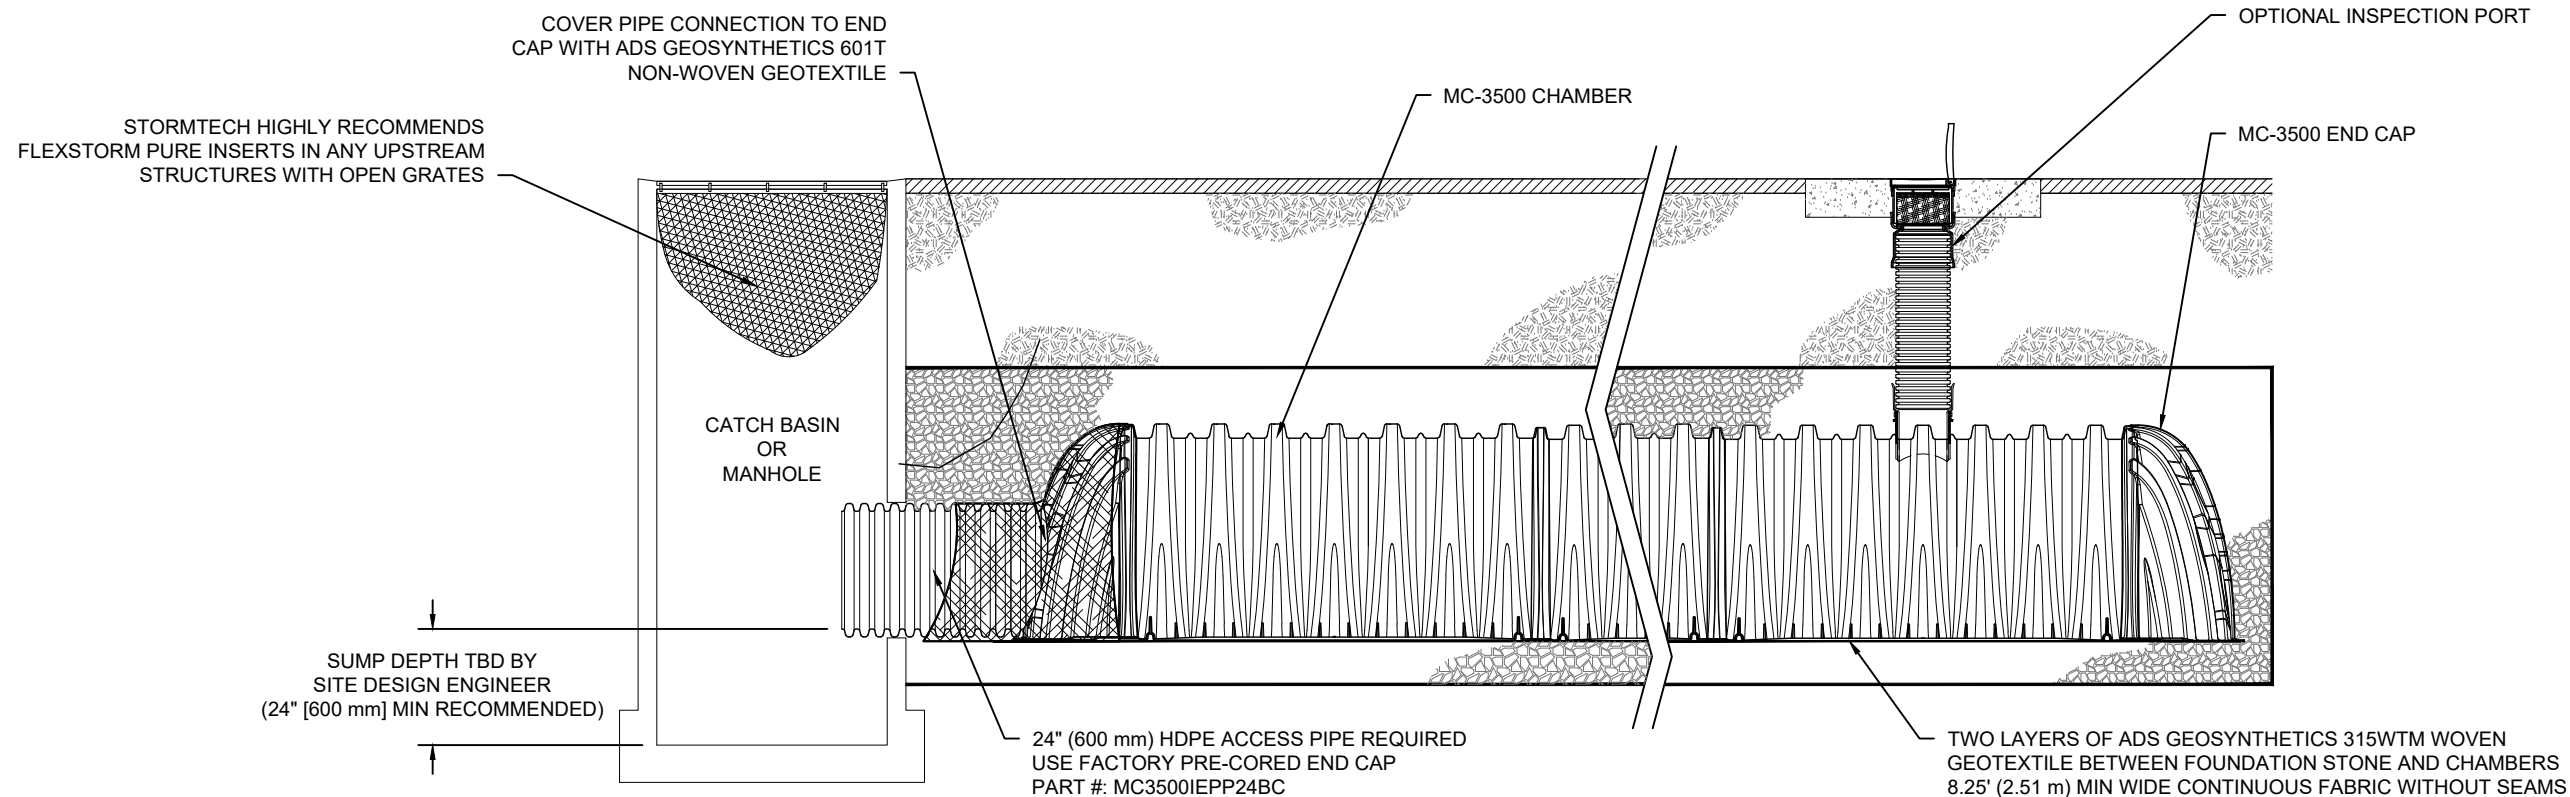 COVER PIPE CONNECTION TO END
CAP WITH ADS GEOSYNTHETICS 601T
NON-WOVEN GEOTEXTILE
OPTIONAL INSPECTION PORT
MC-3500 CHAMBER
STORMTECH HIGHLY RECOMMENDS
FLEXSTORM PURE INSERTS IN ANY UPSTREAM
STRUCTURES WITH OPEN GRATES
MC-3500 END CAP
CATCH BASIN
OR
MANHOLE
SUMP DEPTH TBD BY
SITE DESIGN ENGINEER
(24" [600 mm] MIN RECOMMENDED)
24" (600 mm) HDPE ACCESS PIPE REQUIRED
USE FACTORY PRE-CORED END CAP
PART #: MC3500IEPP24BC
TWO LAYERS OF ADS GEOSYNTHETICS 315WTM WOVEN
GEOTEXTILE BETWEEN FOUNDATION STONE AND CHAMBERS
8.25' (2.51 m) MIN WIDE CONTINUOUS FABRIC WITHOUT SEAMS